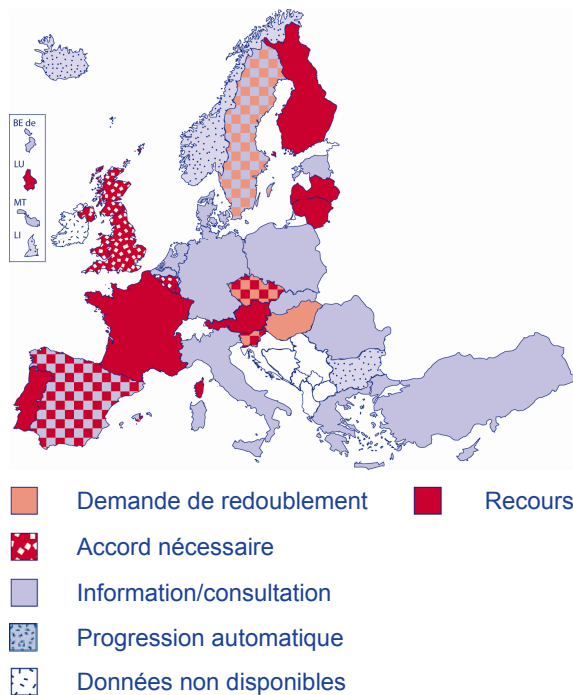 BE de
LU
MT
LI
Demande de redoublement
Recours
Accord nécessaire
Information/consultation
Progression automatique
Données non disponibles